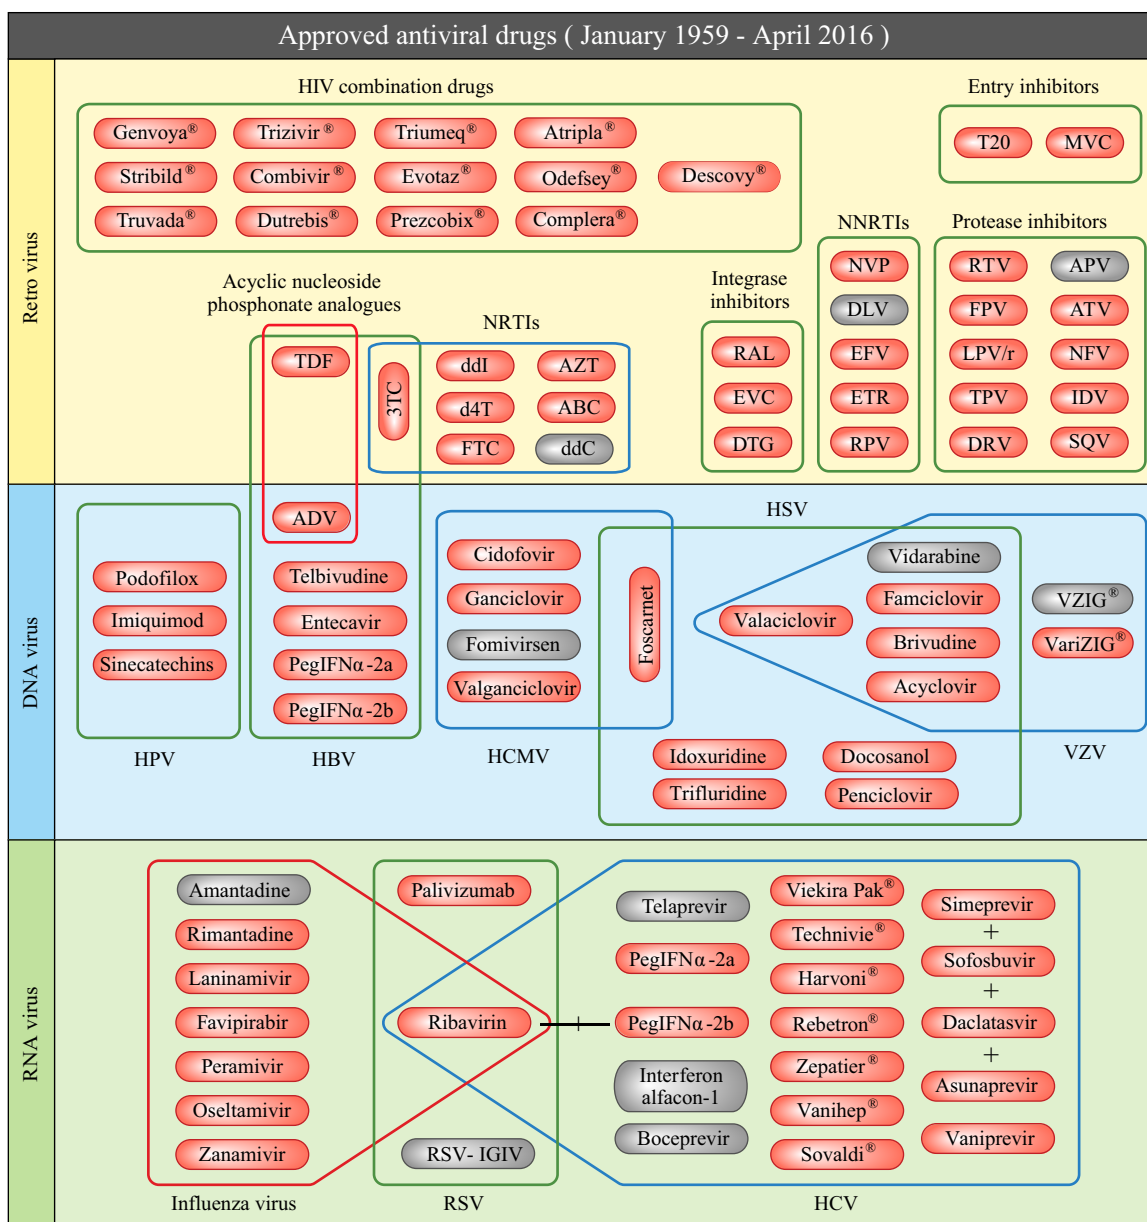 Approved antiviral drugs ( January 1959 - April 2016 )
Retro virus
HIV combination drugs
Genvoya® Trizivir® Triumeq® Atripla®
Stribild® Combivir® Evotaz® Odefsey® Descovy®
Truvada® Dutrebis® Prezcobix® Complera®
Entry inhibitors
T20 MVC
Acyclic nucleoside
phosphonate analogues
TDF
ADV
NRTIs
3TC
ddI AZT
d4T ABC
FTC ddC
Integrase
inhibitors
RAL
EVC
DTG
NNRTIs
NVP
DLV
EFV
ETR
RPV
Protease inhibitors
RTV APV
FPV ATV
LPV/r NFV
TPV IDV
DRV SQV
DNA virus
Podofilox
Imiquimod
Sinecatechins
HPV
Telbivudine
Entecavir
PegIFNα-2a
PegIFNα-2b
HBV
Cidofovir
Ganciclovir
Fomivirsen
Valganciclovir
HCMV
Foscarnet
HSV
Valaciclovir
Vidarabine
Famciclovir
Brivudine
Acyclovir
Idoxuridine Docosanol
Trifluridine Penciclovir
VZIG®
VariZIG®
VZV
RNA virus
Amantadine
Rimantadine
Laninamivir
Favipirabir
Peramivir
Oseltamivir
Zanamivir
Influenza virus
Palivizumab
Ribavirin
RSV- IGIV
RSV
+
Telaprevir
PegIFNα-2a
PegIFNα-2b
Interferon
alfacon-1
Boceprevir
Viekira Pak®
Technivie®
Harvoni®
Rebetron®
Zepatier®
Vanihep®
Sovaldi®
Simeprevir
+
Sofosbuvir
+
Daclatasvir
+
Asunaprevir
Vaniprevir
HCV